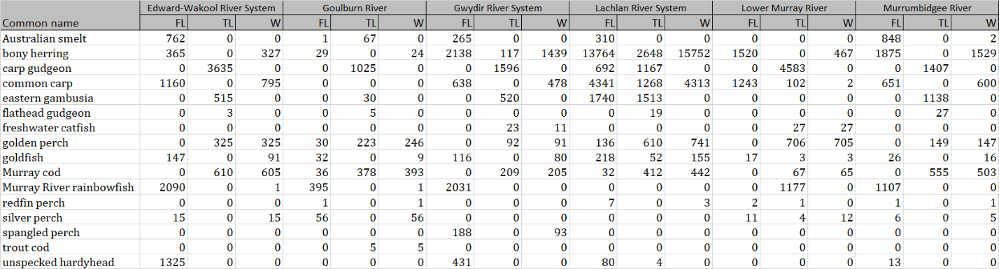 Edward-Wakool River System Goulburn River Gwydir River System Lachlan River System Lower Murray River Murrumbidgee River
Common name FL TL W FL TL W FL TL W FL TL W FL TL W FL TL W
Australian smelt 762 0 0 1 67 0 265 0 0 310 0 0 0 0 0 848 0 2
bony herring 365 0 327 29 0 24 2138 117 1439 13764 2648 15752 1520 0 467 1875 0 1529
carp gudgeon 0 3635 0 0 1025 0 0 1596 0 692 1167 0 0 4583 0 0 1407 0
common carp 1160 0 795 0 0 0 638 0 478 4341 1268 4313 1243 102 2 651 0 600
eastern gambusia 0 515 0 0 30 0 0 520 0 1740 1513 0 0 0 0 0 1138 0
flathead gudgeon 0 3 0 0 5 0 0 0 0 0 19 0 0 0 0 0 27 0
freshwater catfish 0 0 0 0 0 0 0 23 11 0 0 0 0 27 27 0 0 0
golden perch 0 325 325 30 223 246 0 92 91 136 610 741 0 706 705 0 149 147
goldfish 147 0 91 32 0 9 116 0 80 218 52 155 17 3 3 26 0 16
Murray cod 0 610 605 36 378 393 0 209 205 32 412 442 0 67 65 0 555 503
Murray River rainbowfish 2090 0 1 395 0 1 2031 0 0 0 0 0 0 1177 0 1107 0 0
redfin perch 0 0 0 1 0 1 0 0 0 7 0 3 2 1 0 1 0 1
silver perch 15 0 15 56 0 56 0 0 0 0 0 0 11 4 12 6 0 5
spangled perch 0 0 0 0 0 0 188 0 93 0 0 0 0 0 0 0 0 0
trout cod 0 0 0 0 5 5 0 0 0 0 0 0 0 0 0 0 0 0
unspecked hardyhead 1325 0 0 0 0 0 431 0 0 80 4 0 0 0 0 13 0 0